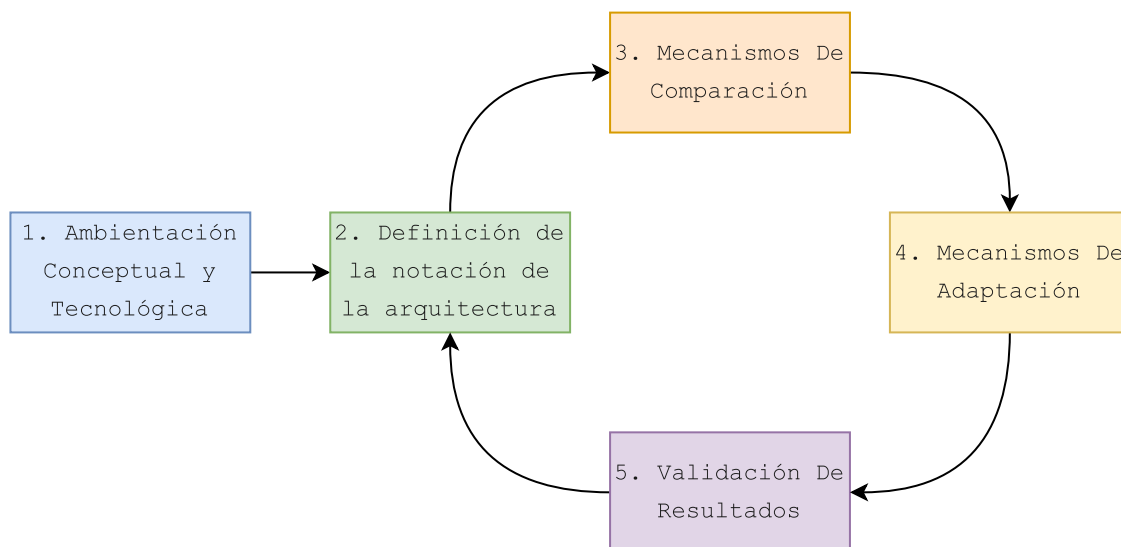 1. Ambientación
Conceptual y
Tecnológica
2. Definición de
la notación de
la arquitectura
3. Mecanismos De
Comparación
4. Mecanismos De
Adaptación
5. Validación De
Resultados